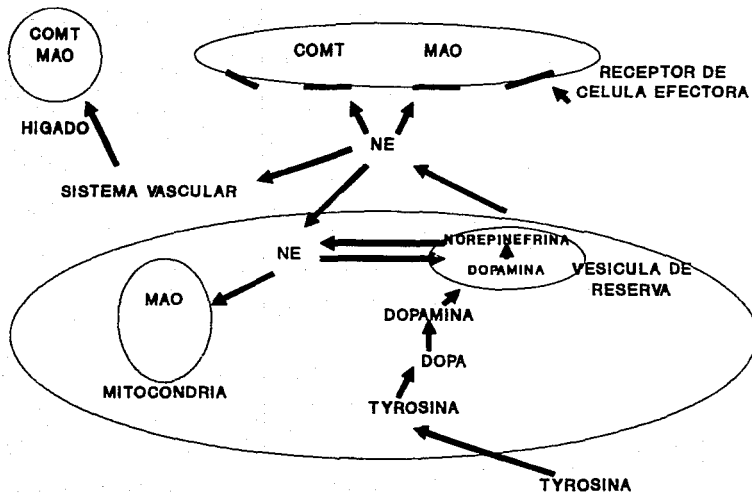 COMT
MAO
HIGADO
COMT MAO
RECEPTOR DE
CELULA EFECTORA
NE
SISTEMA VASCULAR
NOREPINEFRINA
DOPAMINA
VESICULA DE
RESERVA
NE
MAO
MITOCONDRIA
DOPAMINA
DOPA
TYROSINA
TYROSINA